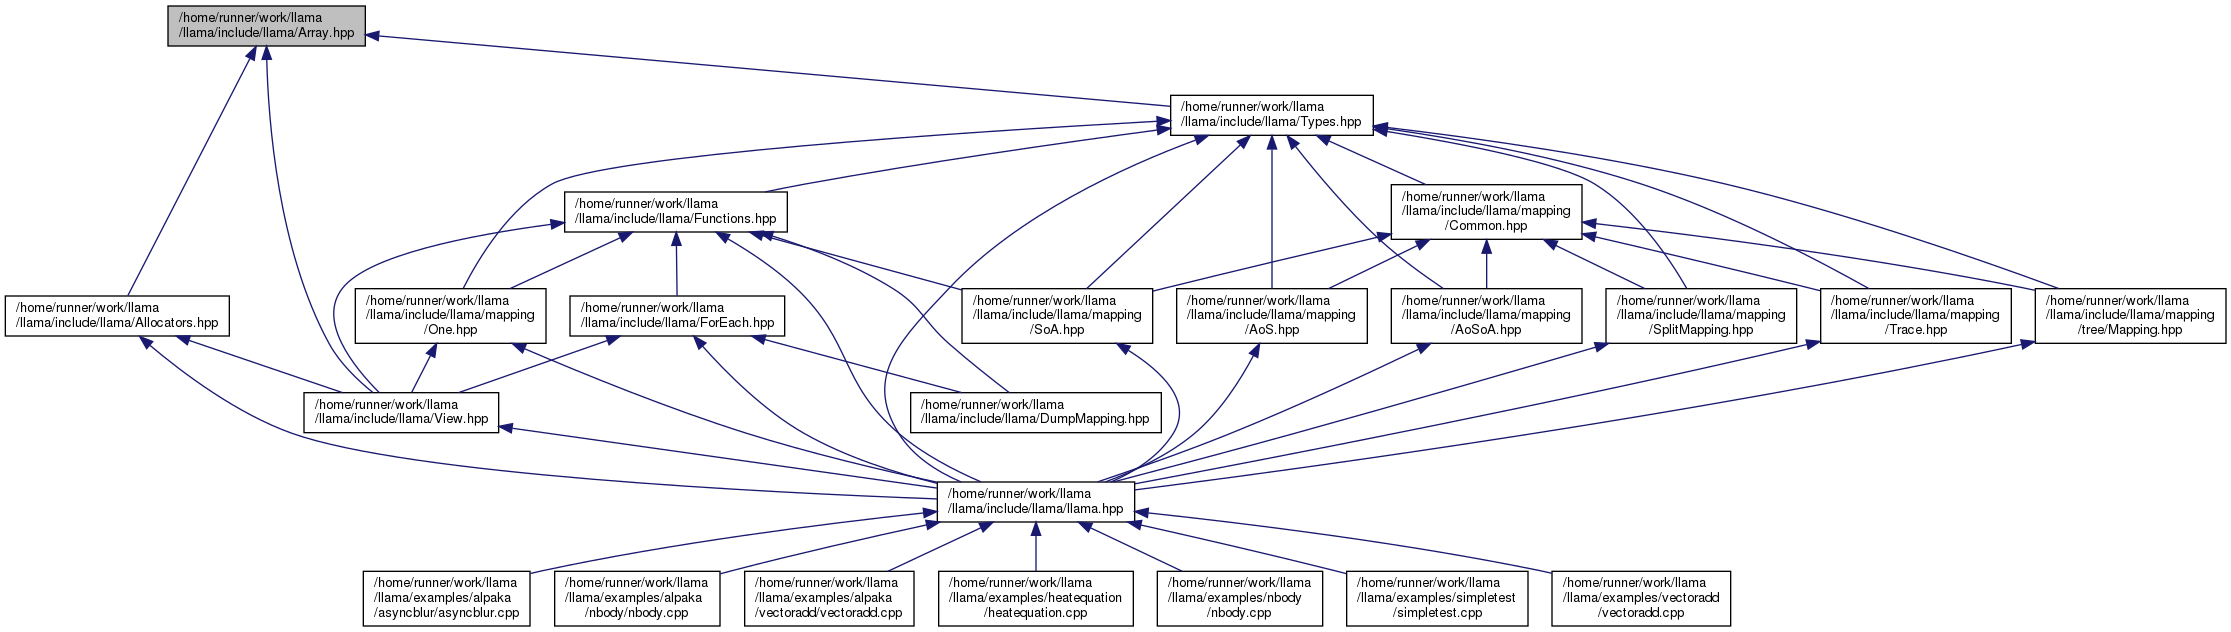 /home/runner/work/llama
/llama/include/llama/Array.hpp
/home/runner/work/llama
/llama/include/llama/Types.hpp
/home/runner/work/llama
/llama/include/llama/Functions.hpp
/home/runner/work/llama
/llama/include/llama/mapping
/Common.hpp
/home/runner/work/llama
/llama/include/llama/Allocators.hpp
/home/runner/work/llama
/llama/include/llama/mapping
/One.hpp
/home/runner/work/llama
/llama/include/llama/ForEach.hpp
/home/runner/work/llama
/llama/include/llama/mapping
/SoA.hpp
/home/runner/work/llama
/llama/include/llama/mapping
/AoS.hpp
/home/runner/work/llama
/llama/include/llama/mapping
/AoSoA.hpp
/home/runner/work/llama
/llama/include/llama/mapping
/SplitMapping.hpp
/home/runner/work/llama
/llama/include/llama/mapping
/Trace.hpp
/home/runner/work/llama
/llama/include/llama/mapping
/tree/Mapping.hpp
/home/runner/work/llama
/llama/include/llama/View.hpp
/home/runner/work/llama
/llama/include/llama/DumpMapping.hpp
/home/runner/work/llama
/llama/include/llama/llama.hpp
/home/runner/work/llama
/llama/examples/alpaka
/asyncblur/asyncblur.cpp
/home/runner/work/llama
/llama/examples/alpaka
/nbody/nbody.cpp
/home/runner/work/llama
/llama/examples/alpaka
/vectoradd/vectoradd.cpp
/home/runner/work/llama
/llama/examples/heatequation
/heatequation.cpp
/home/runner/work/llama
/llama/examples/nbody
/nbody.cpp
/home/runner/work/llama
/llama/examples/simpletest
/simpletest.cpp
/home/runner/work/llama
/llama/examples/vectoradd
/vectoradd.cpp